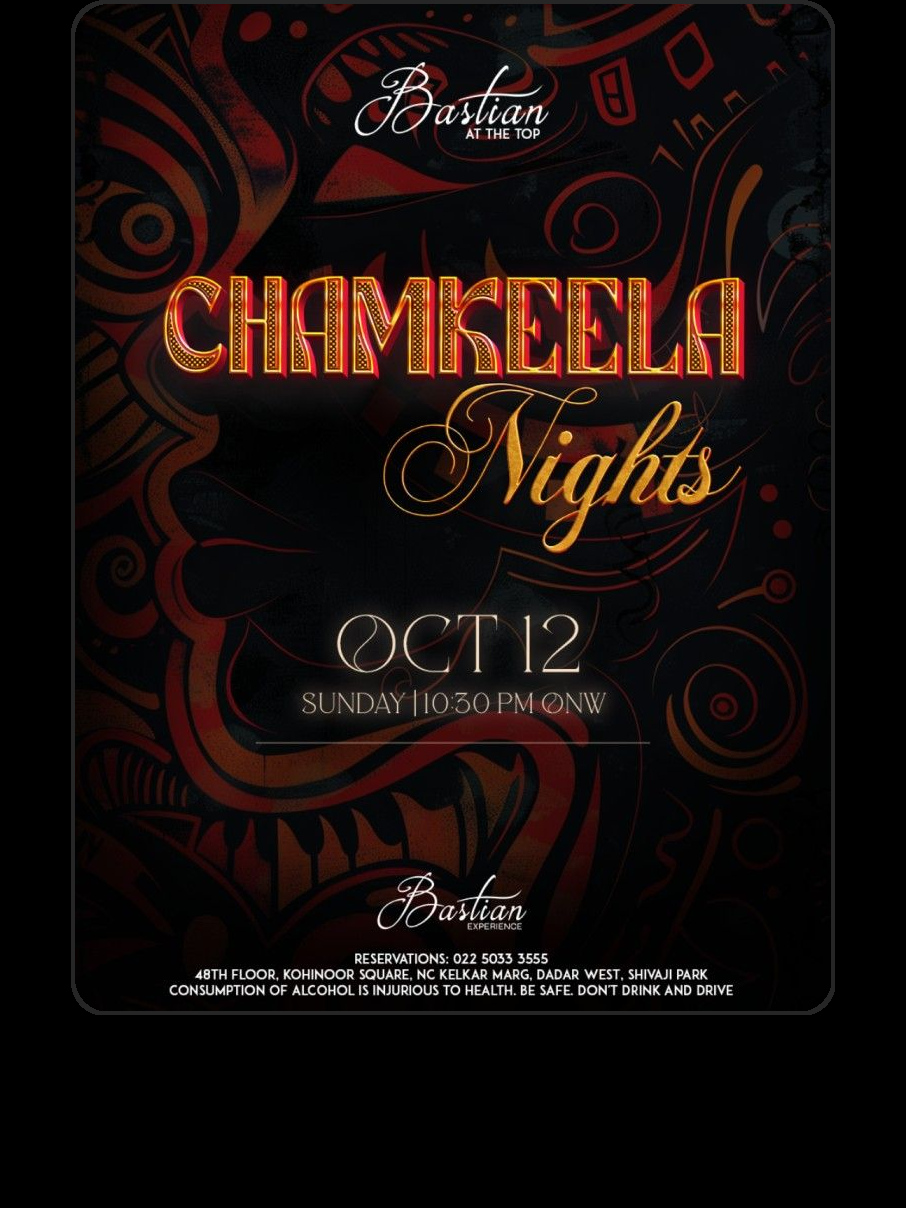 Bastian
AT THE TOP
CHAMKEELA
Nights
OCT 12
SUNDAY | 10:30 PM ONW
Bastian
EXPERIENCE
RESERVATIONS: 022 5033 3555
48TH FLOOR, KOHINOOR SQUARE, NC KELKAR MARG, DADAR WEST, SHIVAJI PARK
CONSUMPTION OF ALCOHOL IS INJURIOUS TO HEALTH. BE SAFE. DON'T DRINK AND DRIVE